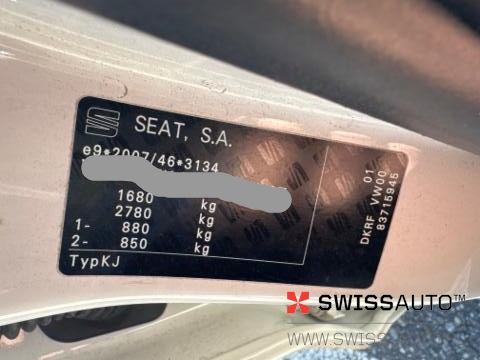 SEAT, S.A.
e9*2007/46*3134
1680 kg
2780 kg
1- 880 kg
2- 850 kg
TypKJ
DKRF VW00 01
83715945
SWISSAUTO™
WWW.SWISS